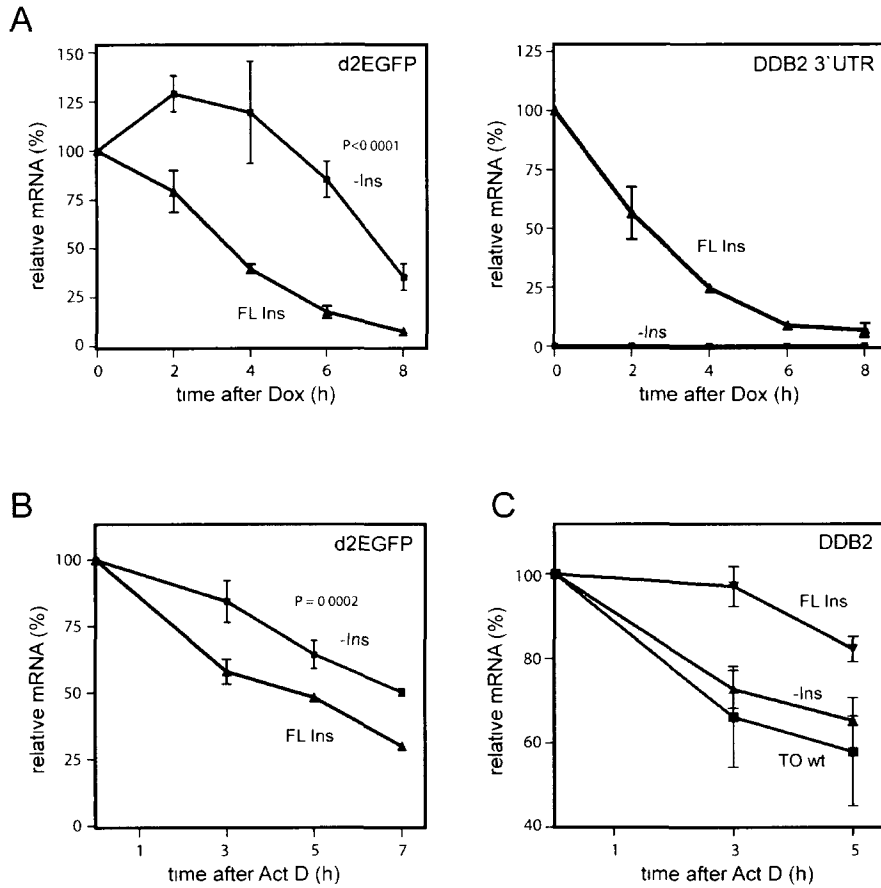 A
d2EGFP
150
125
100
75
50
25
0
relative mRNA (%)
P<0 0001
-Ins
FL Ins
0 2 4 6 8
time after Dox (h)
DDB2 3`UTR
125
100
75
50
25
0
relative mRNA (%)
FL Ins
-Ins
0 2 4 6 8
time after Dox (h)
B
d2EGFP
100
75
50
25
0
relative mRNA (%)
P = 0 0002
-Ins
FL Ins
1 3 5 7
time after Act D (h)
C
DDB2
100
80
60
40
relative mRNA (%)
FL Ins
-Ins
TO wt
1 3 5
time after Act D (h)